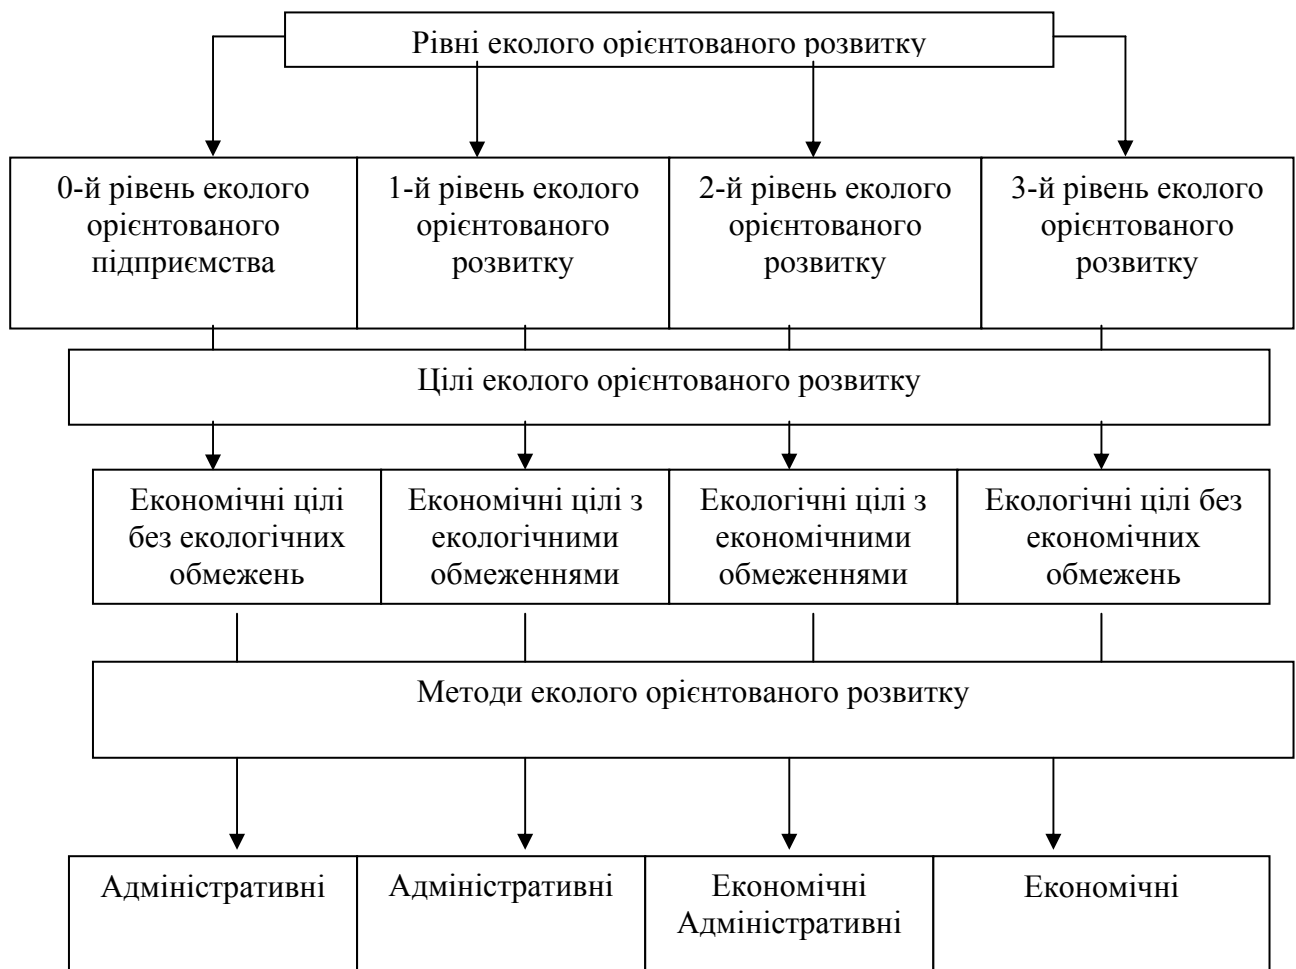 Рівні еколого орієнтованого розвитку
0-й рівень еколого
орієнтованого
підприємства
1-й рівень еколого
орієнтованого
розвитку
2-й рівень еколого
орієнтованого
розвитку
3-й рівень еколого
орієнтованого
розвитку
Цілі еколого орієнтованого розвитку
Економічні цілі
без екологічних
обмежень
Економічні цілі з
екологічними
обмеженнями
Екологічні цілі з
економічними
обмеженнями
Екологічні цілі без
економічних
обмежень
Методи еколого орієнтованого розвитку
Адміністративні
Адміністративні
Економічні
Адміністративні
Економічні